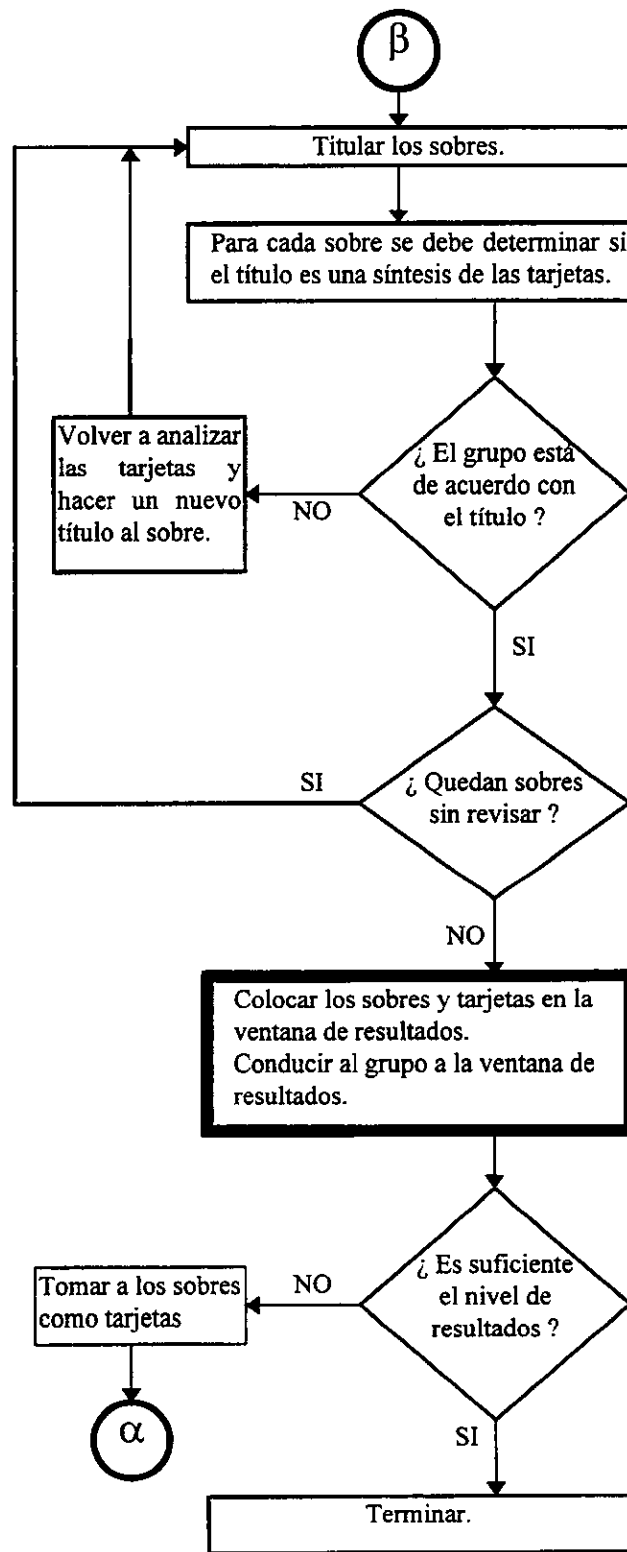 β
Titular los sobres.
Para cada sobre se debe determinar si
el título es una síntesis de las tarjetas.
Volver a analizar
las tarjetas y
hacer un nuevo
título al sobre.
¿ El grupo está
de acuerdo con
el título ?
NO
SI
SI
¿ Quedan sobres
sin revisar ?
NO
Colocar los sobres y tarjetas en la
ventana de resultados.
Conducir al grupo a la ventana de
resultados.
Tomar a los sobres
como tarjetas
NO
¿ Es suficiente
el nivel de
resultados ?
α
SI
Terminar.